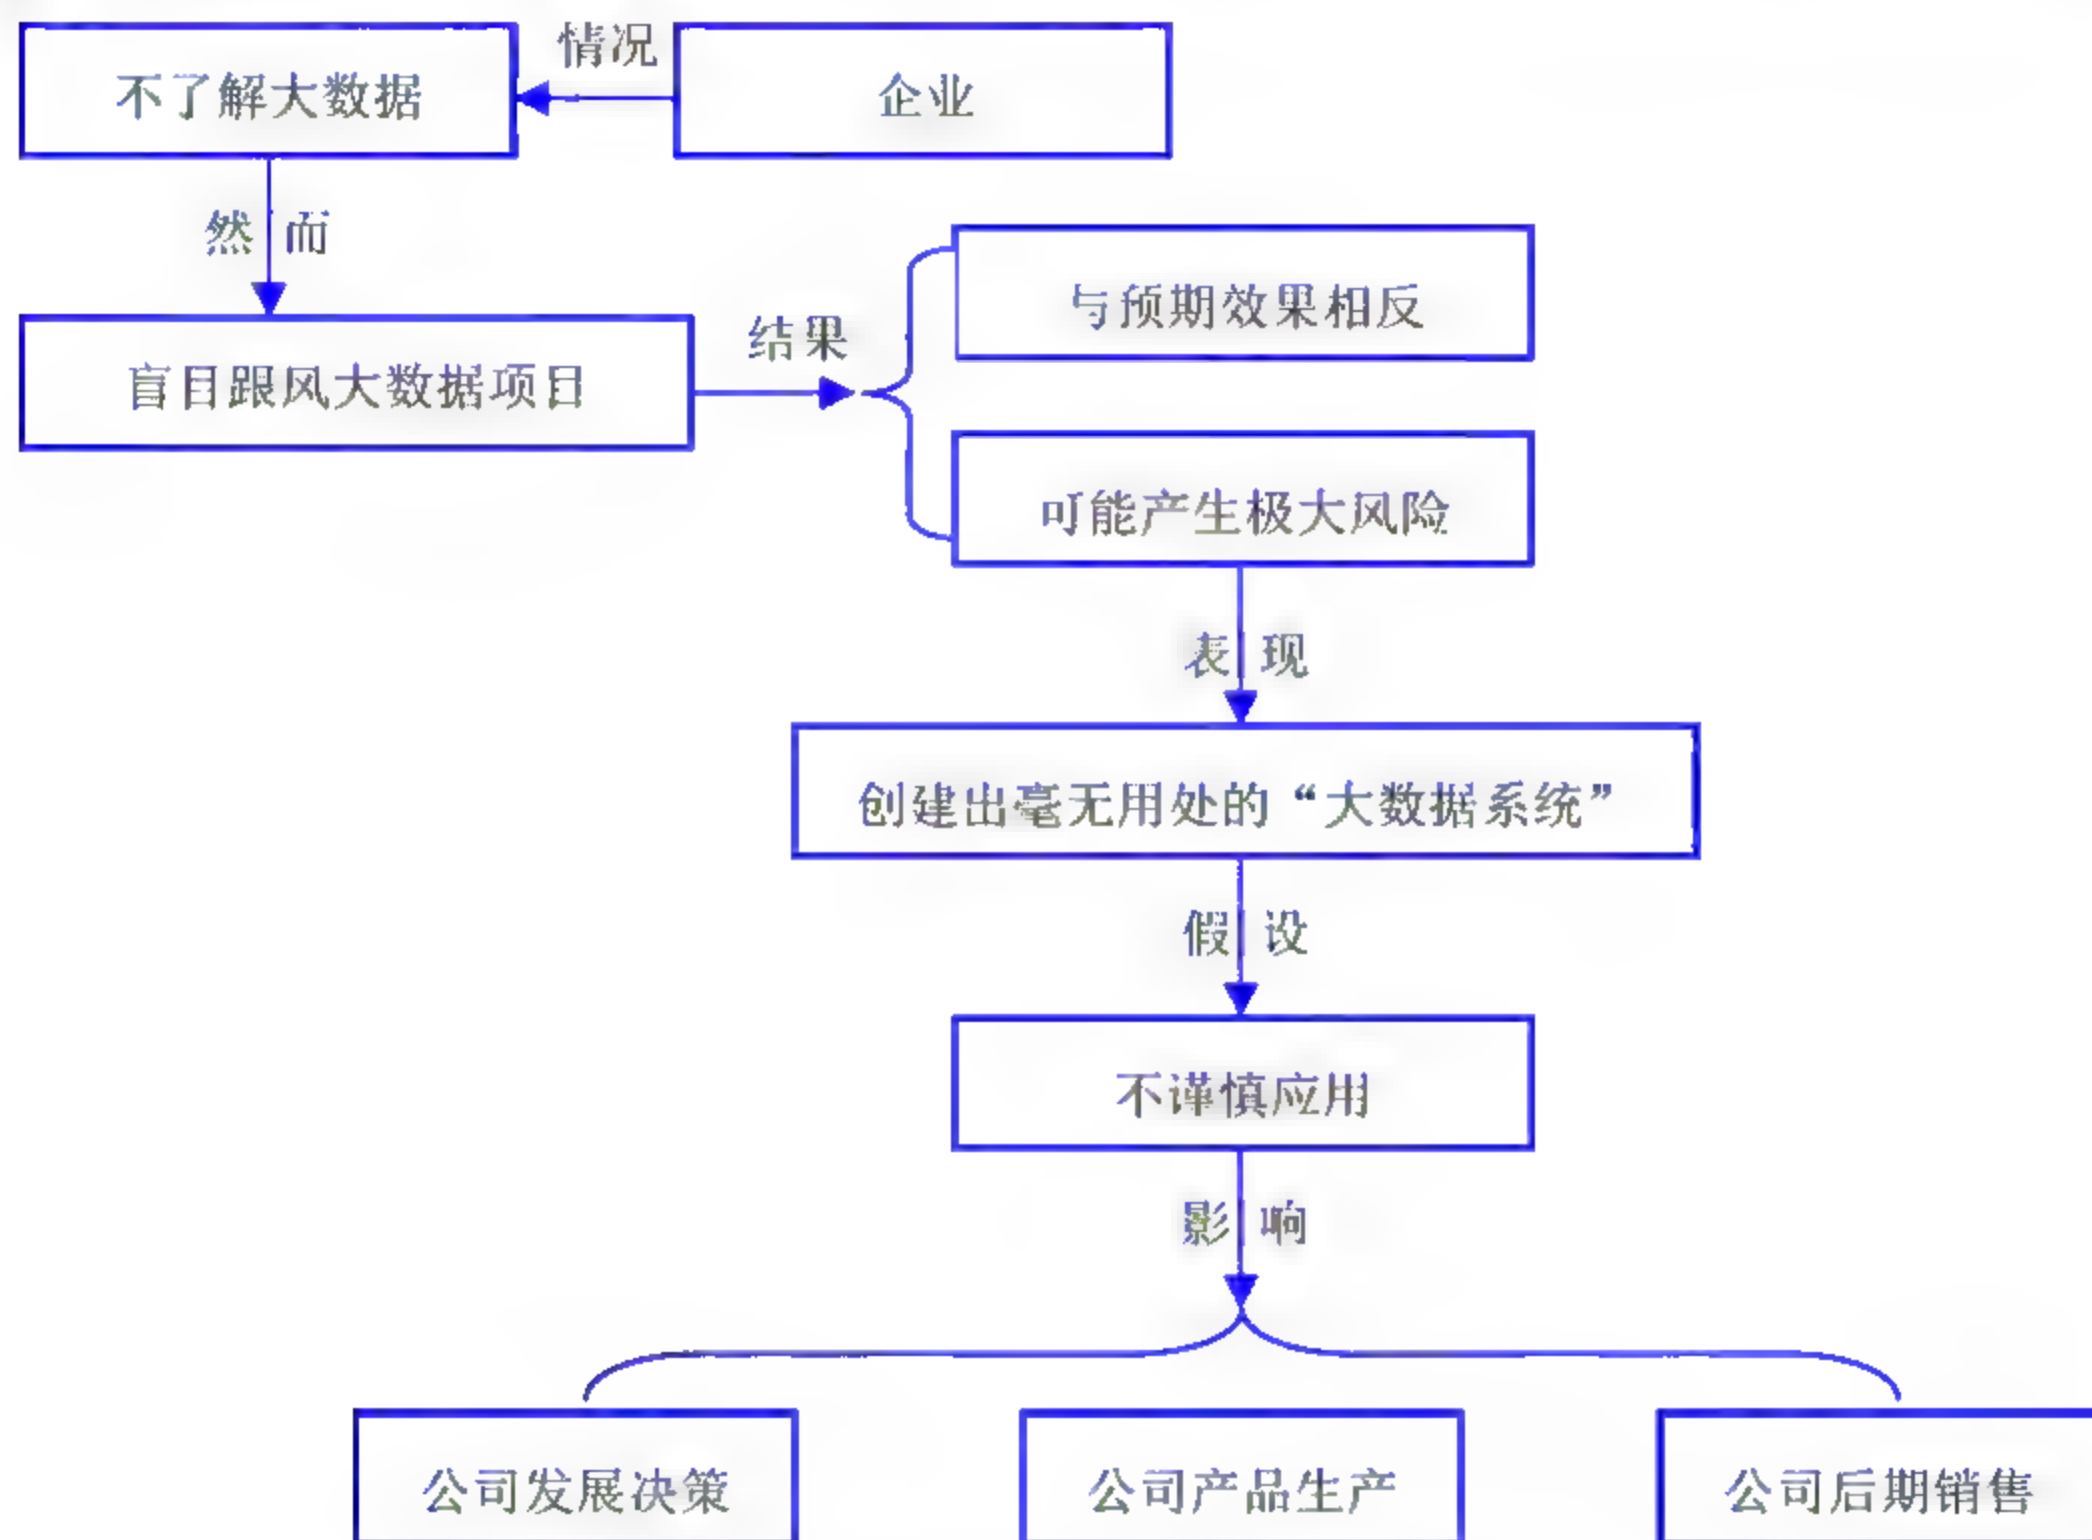 情况
不了解大数据
企业
然而
与预期效果相反
结果
盲目跟风大数据项目
可能产生极大风险
表现
创建出毫无用处的“大数据系统”
假设
不谨慎应用
影响
公司发展决策
公司产品生产
公司后期销售